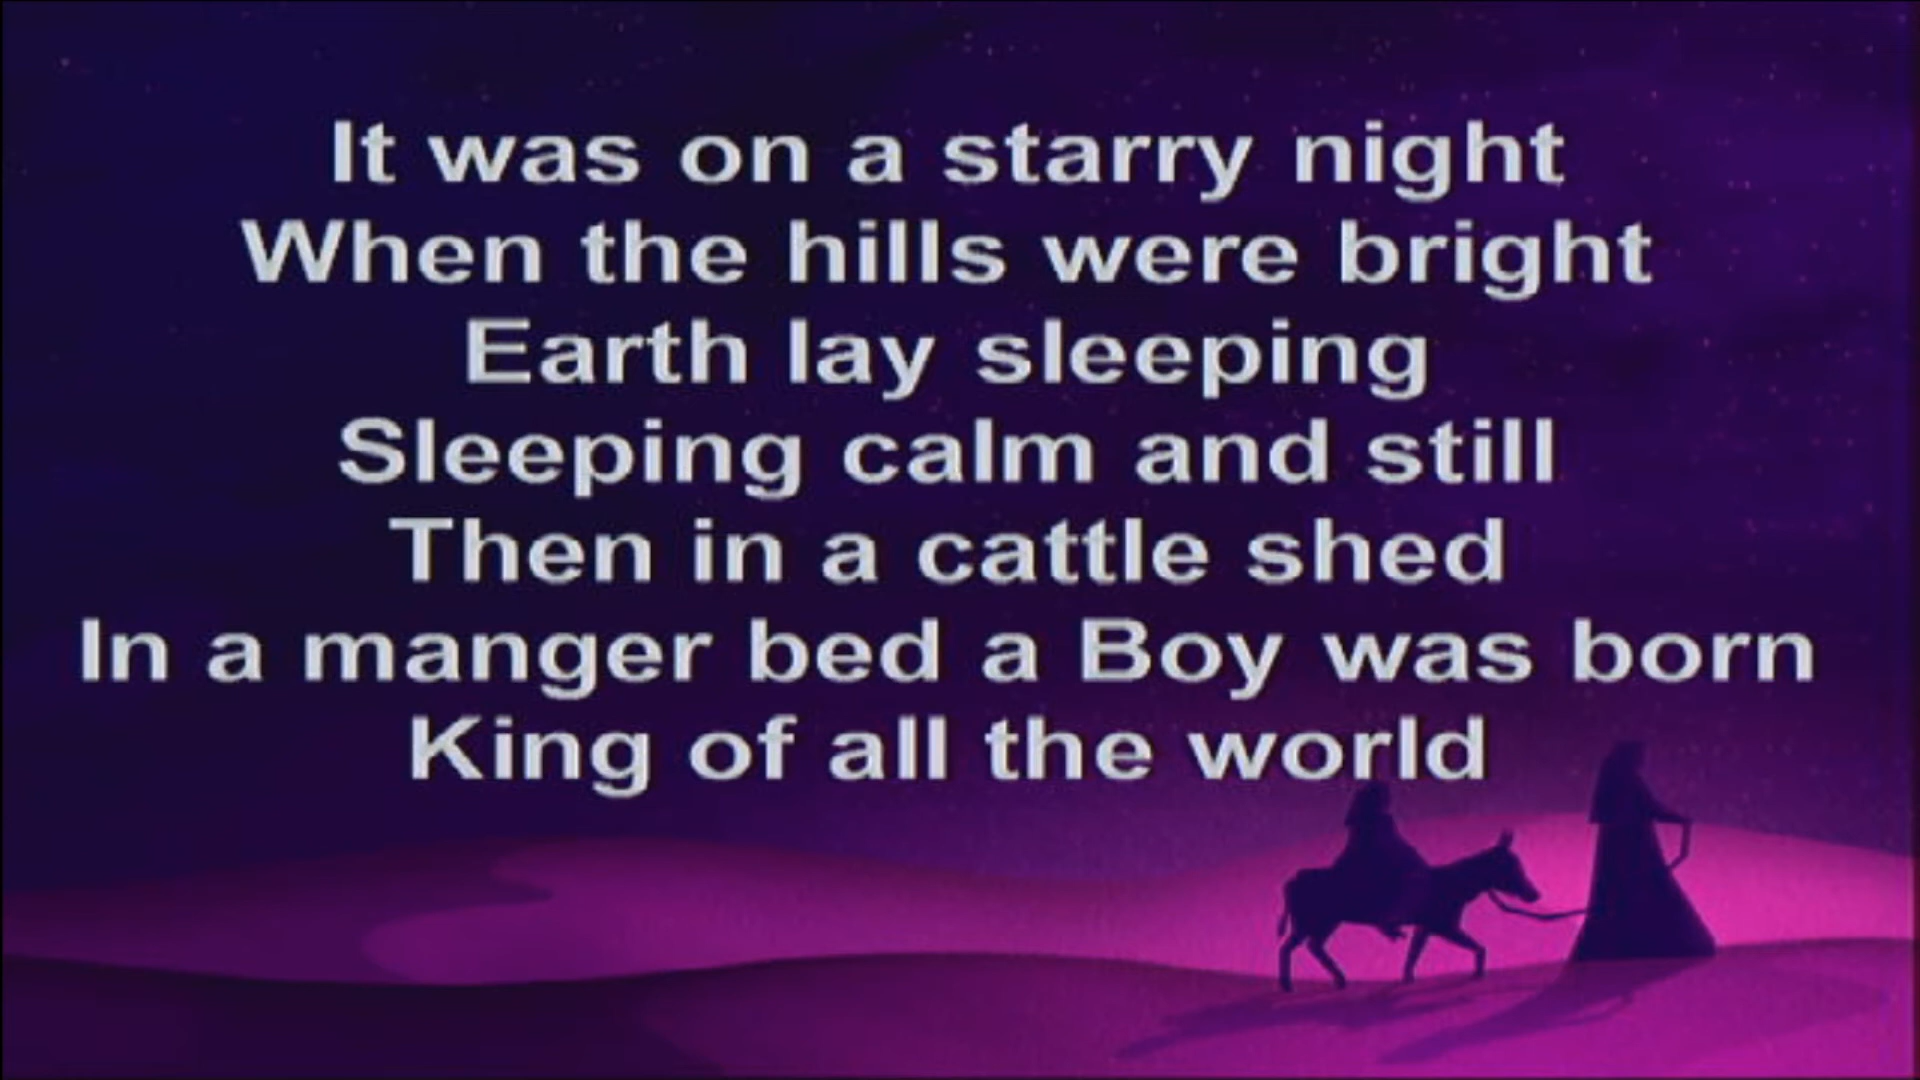 It was on a starry night
When the hills were bright
Earth lay sleeping
Sleeping calm and still
Then in a cattle shed
In a manger bed a Boy was born
King of all the world